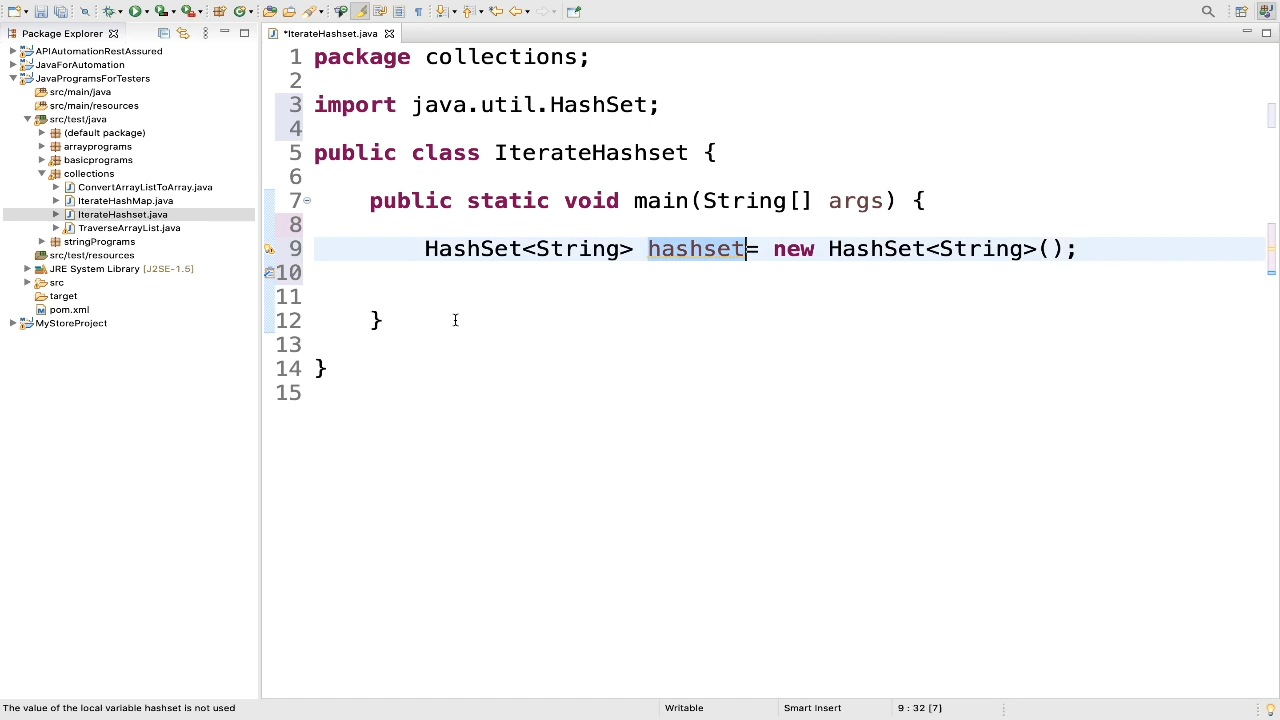 Package Explorer
APIAutomationRestAssured
JavaForAutomation
JavaProgramsForTesters
src/main/java
src/main/resources
src/test/java
(default package)
arrayprograms
basicprograms
collections
ConvertArrayListToArray.java
IterateHashMap.java
IterateHashset.java
TraverseArrayList.java
stringPrograms
src/test/resources
JRE System Library [J2SE-1.5]
src
target
pom.xml
MyStoreProject
*IterateHashset.java
1 package collections;
2
3 import java.util.HashSet;
4
5 public class IterateHashset {
6
7 public static void main(String[] args) {
8
9 HashSet<String> hashset= new HashSet<String>();
10
11
12 }
13
14 }
15
The value of the local variable hashset is not used
Writable
Smart Insert
9 : 32 [7]